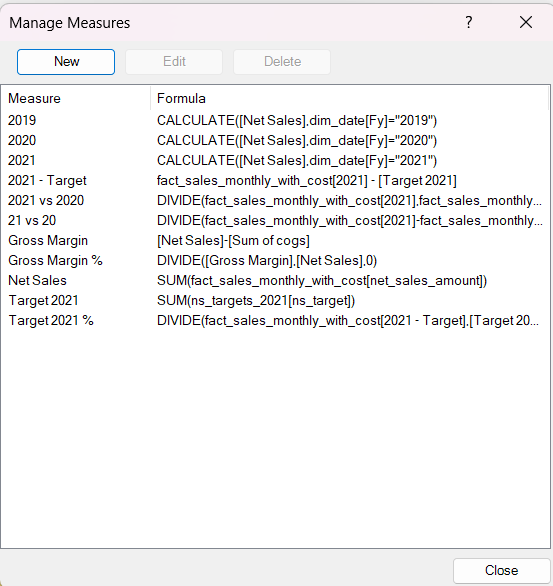 Manage Measures ? ×
New Edit Delete
Measure Formula
2019 CALCULATE([Net Sales],dim_date[Fy]="2019")
2020 CALCULATE([Net Sales],dim_date[Fy]="2020")
2021 CALCULATE([Net Sales],dim_date[Fy]="2021")
2021 - Target fact_sales_monthly_with_cost[2021] - [Target 2021]
2021 vs 2020 DIVIDE(fact_sales_monthly_with_cost[2021],fact_sales_monthly...
21 vs 20 DIVIDE(fact_sales_monthly_with_cost[2021]-fact_sales_monthly...
Gross Margin [Net Sales]-[Sum of cogs]
Gross Margin % DIVIDE([Gross Margin],[Net Sales],0)
Net Sales SUM(fact_sales_monthly_with_cost[net_sales_amount])
Target 2021 SUM(ns_targets_2021[ns_target])
Target 2021 % DIVIDE(fact_sales_monthly_with_cost[2021 - Target],[Target 20...
Close